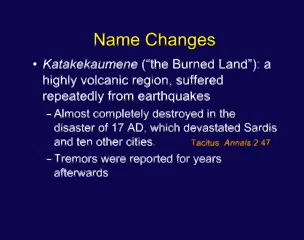 Name Changes
• Katakekaumene (“the Burned Land”): a
highly volcanic region, suffered
repeatedly from earthquakes
– Almost completely destroyed in the
disaster of 17 AD, which devastated Sardis
and ten other cities. Tacitus Annals 2:47
– Tremors were reported for years
afterwards